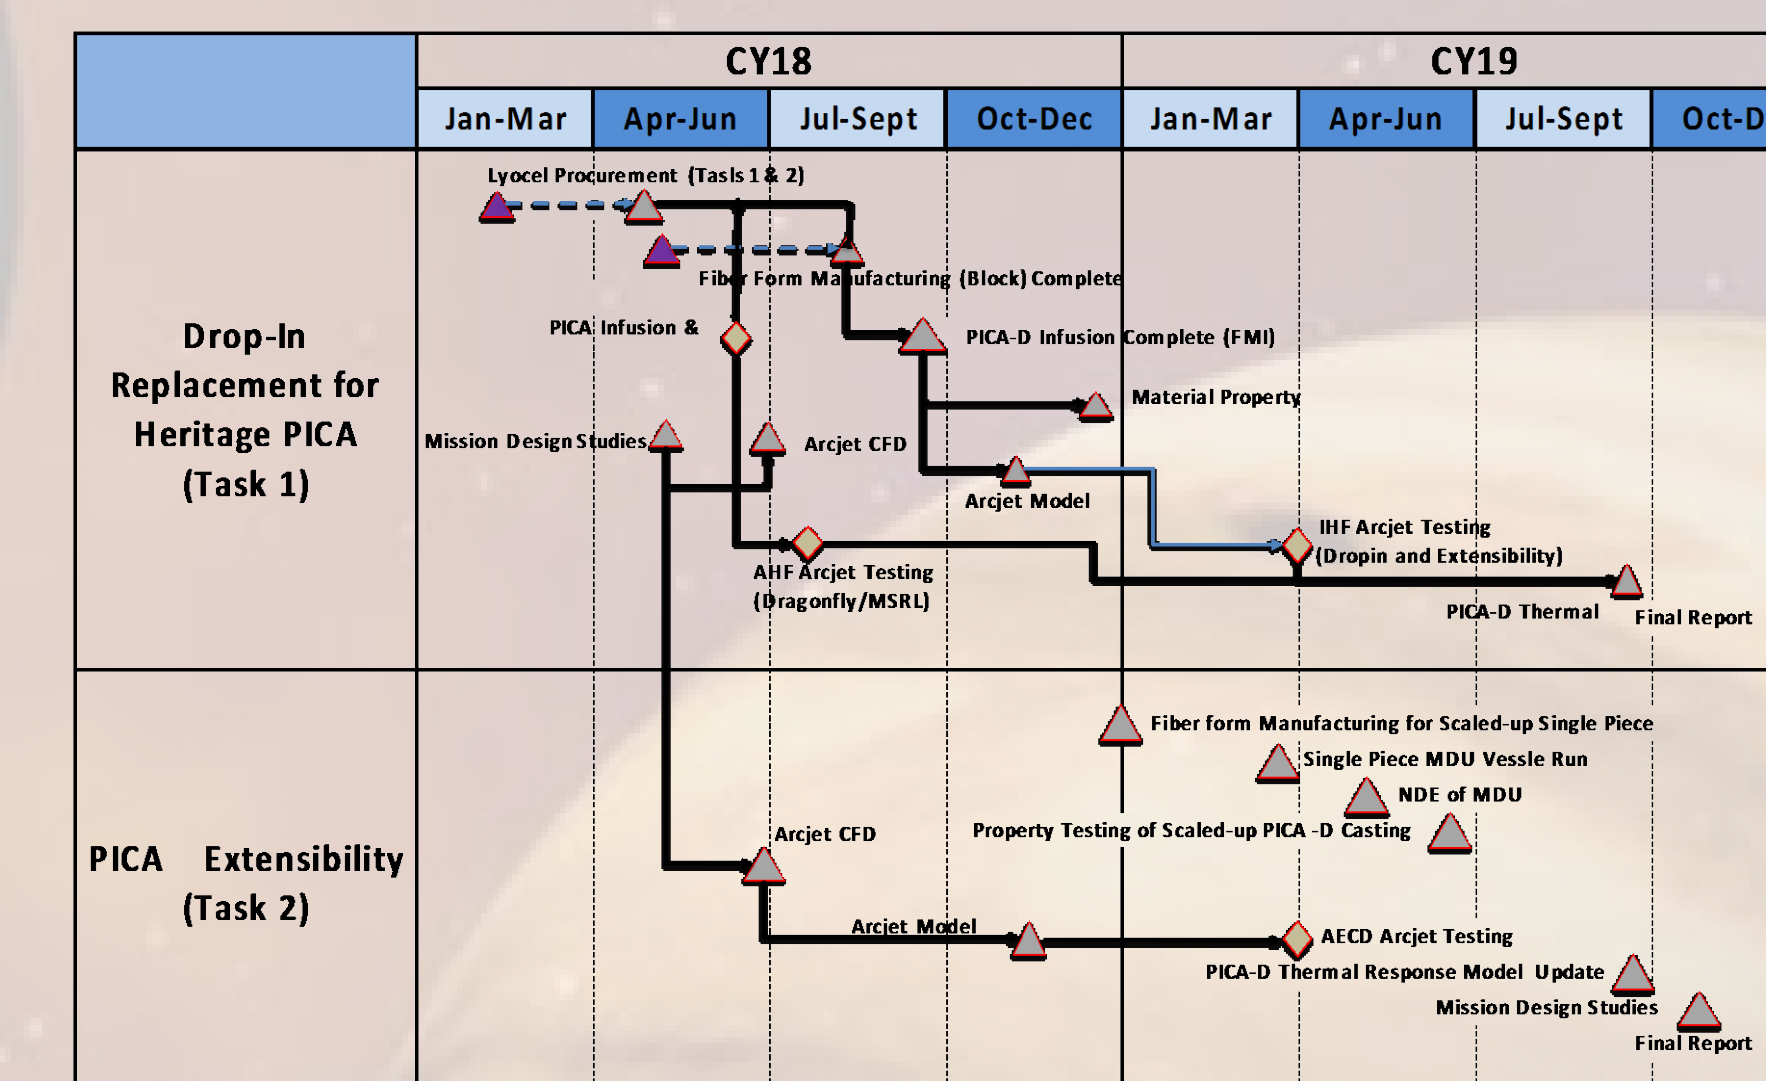 CY18
CY19
Jan-Mar
Apr-Jun
Jul-Sept
Oct-Dec
Jan-Mar
Apr-Jun
Jul-Sept
Oct-D
Drop-In
Replacement for
Heritage PICA
(Task 1)
Lyocel Procurement (Tasls 1 & 2)
Fiber Form Manufacturing (Block) Complete
PICA Infusion &
PICA-D Infusion Complete (FMI)
Material Property
Mission Design Studies
Arcjet CFD
Arcjet Model
IHF Arcjet Testing
(Dropin and Extensibility)
AHF Arcjet Testing
(Dragonfly/MSRL)
PICA-D Thermal
Final Report
PICA Extensibility
(Task 2)
Fiber form Manufacturing for Scaled-up Single Piece
Single Piece MDU Vessle Run
NDE of MDU
Property Testing of Scaled-up PICA -D Casting
Arcjet CFD
Arcjet Model
AECD Arcjet Testing
PICA-D Thermal Response Model Update
Mission Design Studies
Final Report